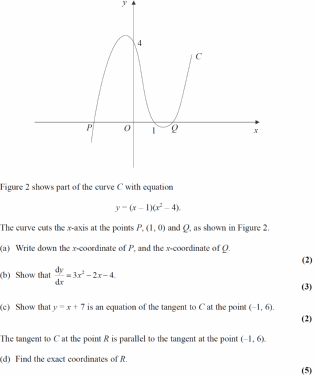 y
4
C
P
O
1
Q
x
Figure 2 shows part of the curve C with equation
y = (x – 1)(x² – 4).
The curve cuts the x-axis at the points P, (1, 0) and Q, as shown in Figure 2.
(a) Write down the x-coordinate of P, and the x-coordinate of Q.
(2)
(b) Show that dy/dx = 3x² – 2x – 4.
(3)
(c) Show that y = x + 7 is an equation of the tangent to C at the point (–1, 6).
(2)
The tangent to C at the point R is parallel to the tangent at the point (–1, 6).
(d) Find the exact coordinates of R.
(5)